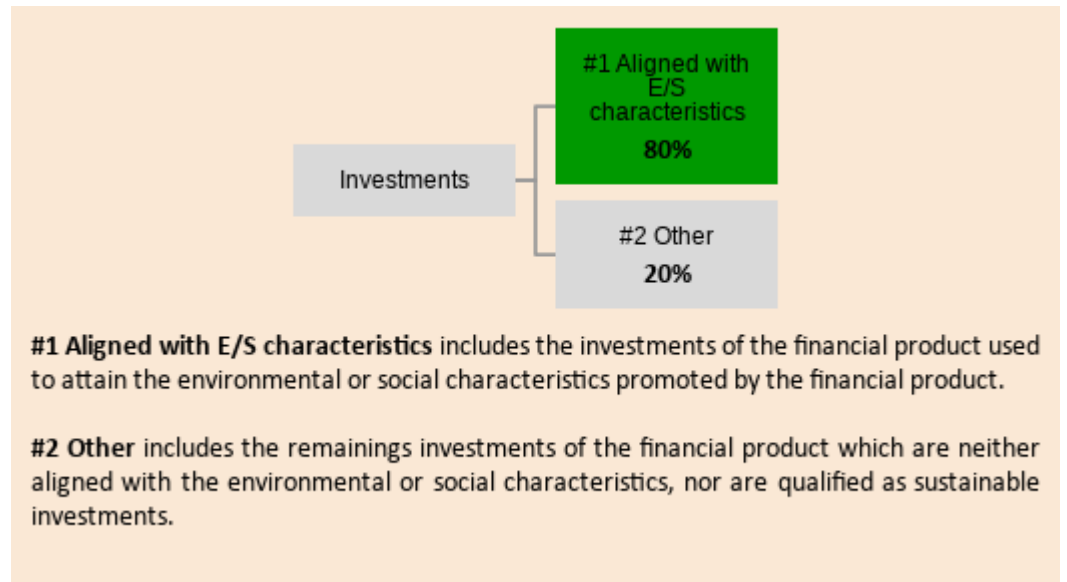 #1 Aligned with
E/S
characteristics
80%
Investments
#2 Other
20%
#1 Aligned with E/S characteristics includes the investments of the financial product used
to attain the environmental or social characteristics promoted by the financial product.
#2 Other includes the remainings investments of the financial product which are neither
aligned with the environmental or social characteristics, nor are qualified as sustainable
investments.